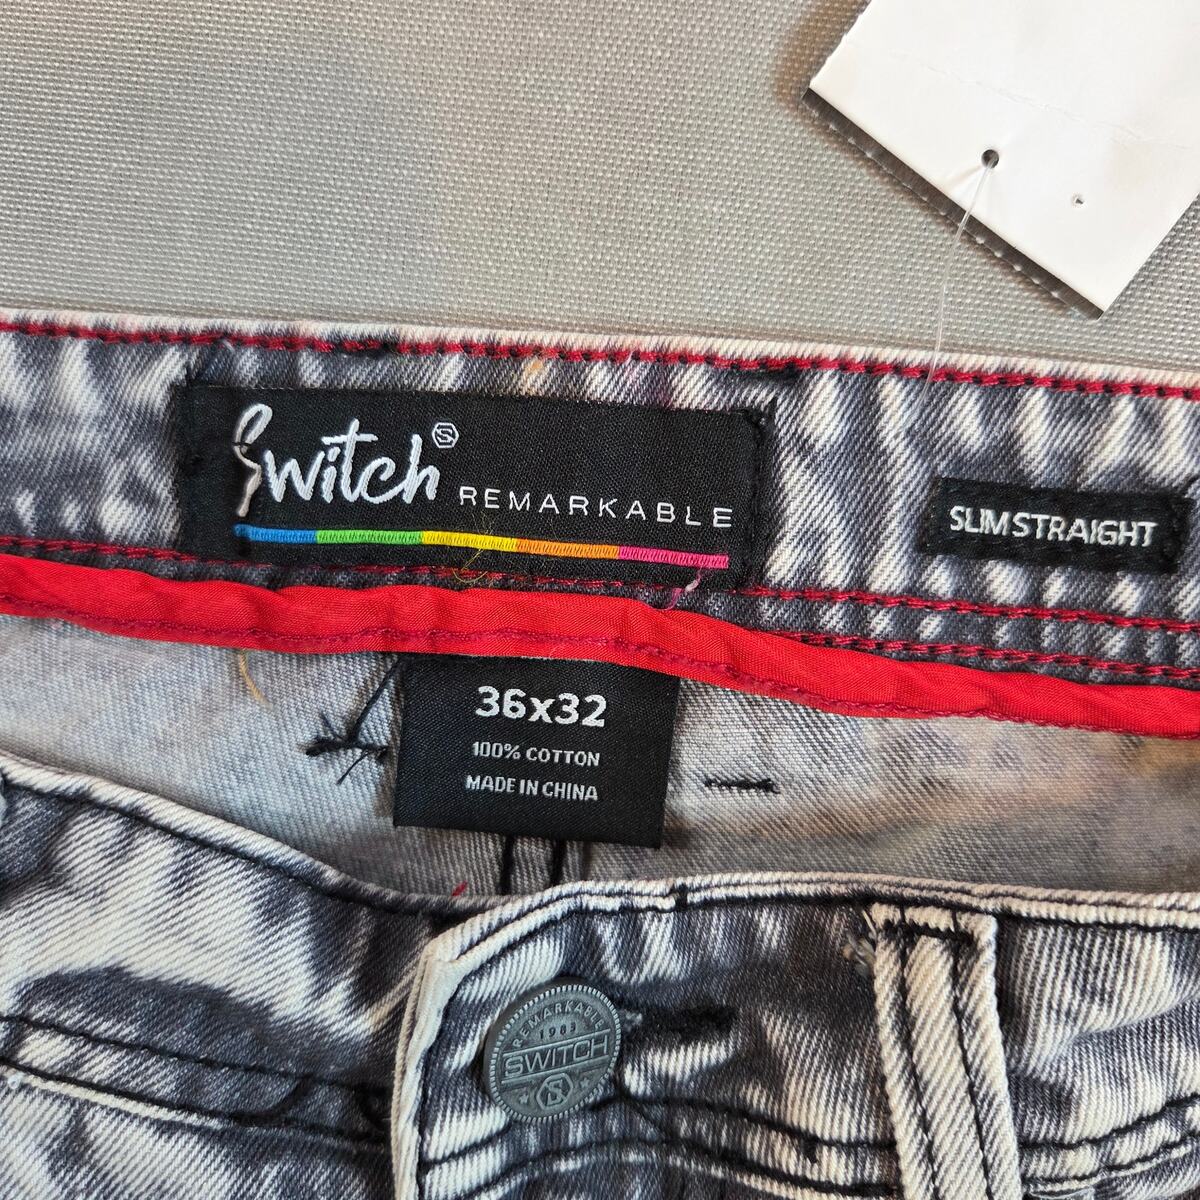 Switch REMARKABLE
SLIM STRAIGHT
36x32
100% COTTON
MADE IN CHINA
REMARKABLE
1983
SWITCH
S